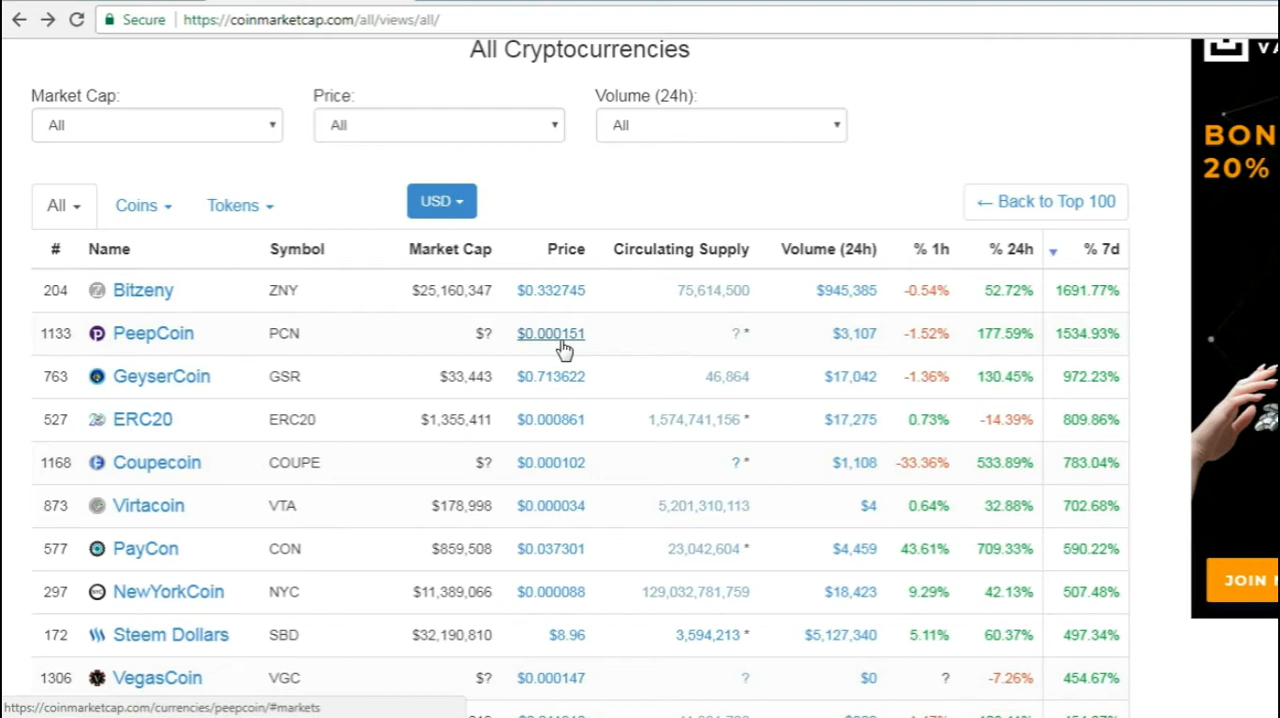 Secure https://coinmarketcap.com/all/views/all/
All Cryptocurrencies
Market Cap: Price: Volume (24h):
All All All
All Coins Tokens USD ← Back to Top 100
# Name Symbol Market Cap Price Circulating Supply Volume (24h) % 1h % 24h % 7d
204 Bitzeny ZNY $25,160,347 $0.332745 75,614,500 $945,385 -0.54% 52.72% 1691.77%
1133 PeepCoin PCN $? $0.000151 ? * $3,107 -1.52% 177.59% 1534.93%
763 GeyserCoin GSR $33,443 $0.713622 46,864 $17,042 -1.36% 130.45% 972.23%
527 ERC20 ERC20 $1,355,411 $0.000861 1,574,741,156 * $17,275 0.73% -14.39% 809.86%
1168 Coupecoin COUPE $? $0.000102 ? * $1,108 -33.36% 533.89% 783.04%
873 Virtacoin VTA $178,998 $0.000034 5,201,310,113 $4 0.64% 32.88% 702.68%
577 PayCon CON $859,508 $0.037301 23,042,604 * $4,459 43.61% 709.33% 590.22%
297 NewYorkCoin NYC $11,389,066 $0.000088 129,032,781,759 $18,423 9.29% 42.13% 507.48%
172 Steem Dollars SBD $32,190,810 $8.96 3,594,213 * $5,127,340 5.11% 60.37% 497.34%
1306 VegasCoin VGC $? $0.000147 ? $0 ? -7.26% 454.67%
https://coinmarketcap.com/currencies/peepcoin/#markets
BON
20%
JOIN